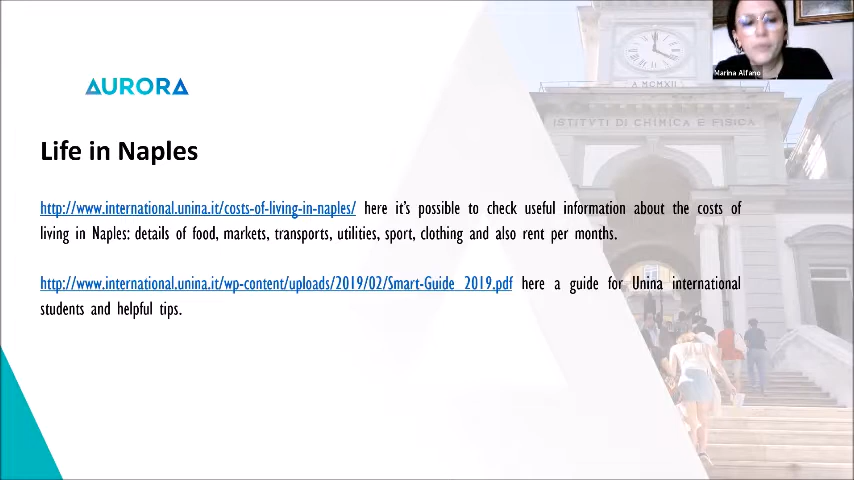 Marina Alfano
A MCMXII
ISTITVTI DI CHIMICA E FISICA
AURORA
Life in Naples
http://www.international.unina.it/costs-of-living-in-naples/ here it's possible to check useful information about the costs of
living in Naples: details of food, markets, transports, utilities, sport, clothing and also rent per months.
http://www.international.unina.it/wp-content/uploads/2019/02/Smart-Guide_2019.pdf here a guide for Unina international
students and helpful tips.